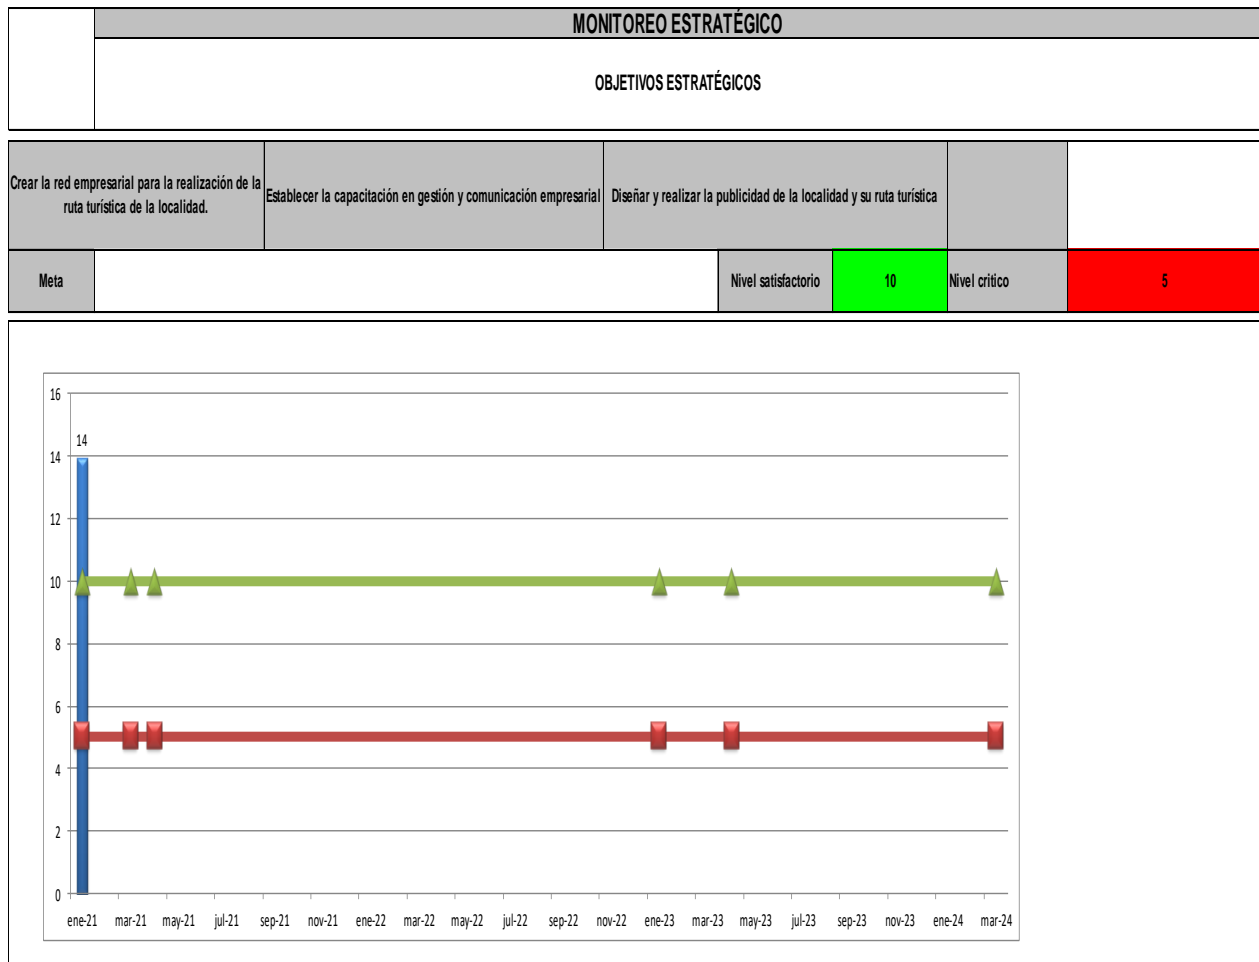 MONITOREO ESTRATÉGICO
OBJETIVOS ESTRATÉGICOS
Crear la red empresarial para la realización de la
ruta turística de la localidad.
Establecer la capacitación en gestión y comunicación empresarial
Diseñar y realizar la publicidad de la localidad y su ruta turística
Meta
Nivel satisfactorio
10
Nivel critico
5
16
14
14
12
10
8
6
4
2
0
ene-21 mar-21 may-21 jul-21 sep-21 nov-21 ene-22 mar-22 may-22 jul-22 sep-22 nov-22 ene-23 mar-23 may-23 jul-23 sep-23 nov-23 ene-24 mar-24